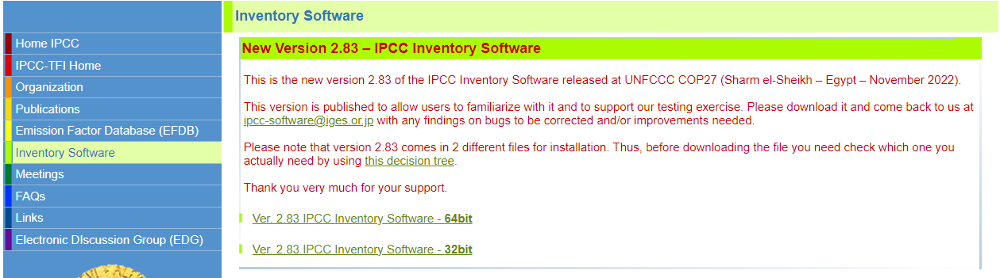 Inventory Software
Home IPCC
IPCC-TFI Home
Organization
Publications
Emission Factor Database (EFDB)
Inventory Software
Meetings
FAQs
Links
Electronic DIscussion Group (EDG)
New Version 2.83 – IPCC Inventory Software
This is the new version 2.83 of the IPCC Inventory Software released at UNFCCC COP27 (Sharm el-Sheikh – Egypt – November 2022).
This version is published to allow users to familiarize with it and to support our testing exercise. Please download it and come back to us at
ipcc-software@iges.or.jp with any findings on bugs to be corrected and/or improvements needed.
Please note that version 2.83 comes in 2 different files for installation. Thus, before downloading the file you need check which one you
actually need by using this decision tree.
Thank you very much for your support.
Ver. 2.83 IPCC Inventory Software - 64bit
Ver. 2.83 IPCC Inventory Software - 32bit